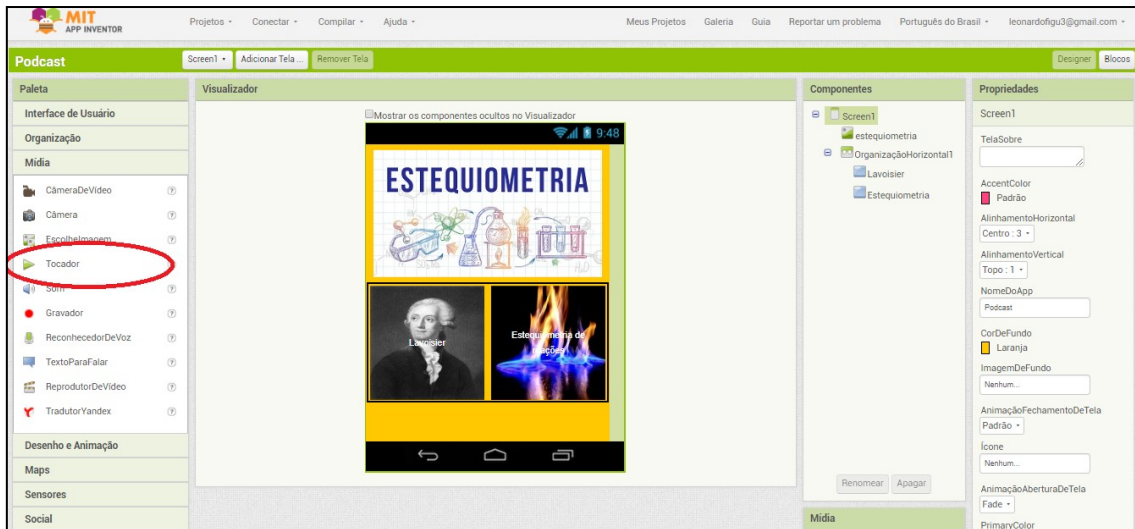 MIT
APP INVENTOR
Projetos
Conectar
Compilar
Ajuda
Meus Projetos
Galeria
Guia
Reportar um problema
Português do Brasil
leonardofigu3@gmail.com
Podcast
Screen1
Adicionar Tela ...
Remover Tela
Designer
Blocos
Paleta
Interface de Usuário
Organização
Mídia
CâmeraDeVídeo
Câmera
EscolheImagem
Tocador
Som
Gravador
ReconhecedorDeVoz
TextoParaFalar
ReprodutorDeVídeo
TradutorYandex
Desenho e Animação
Maps
Sensores
Social
Visualizador
Mostrar os componentes ocultos no Visualizador
9:48
ESTEQUIOMETRIA
Lavoisier
Estequiometria de
reações
Componentes
Screen1
estequiometria
OrganizaçãoHorizontal1
Lavoisier
Estequiometria
Renomear
Apagar
Mídia
Propriedades
Screen1
TelaSobre
AccentColor
Padrão
AlinhamentoHorizontal
Centro : 3
AlinhamentoVertical
Topo : 1
NomeDoApp
Podcast
CorDeFundo
Laranja
ImagemDeFundo
Nenhum...
AnimaçãoFechamentoDeTela
Padrão
Ícone
Nenhum...
AnimaçãoAberturaDeTela
Fade
PrimaryColor